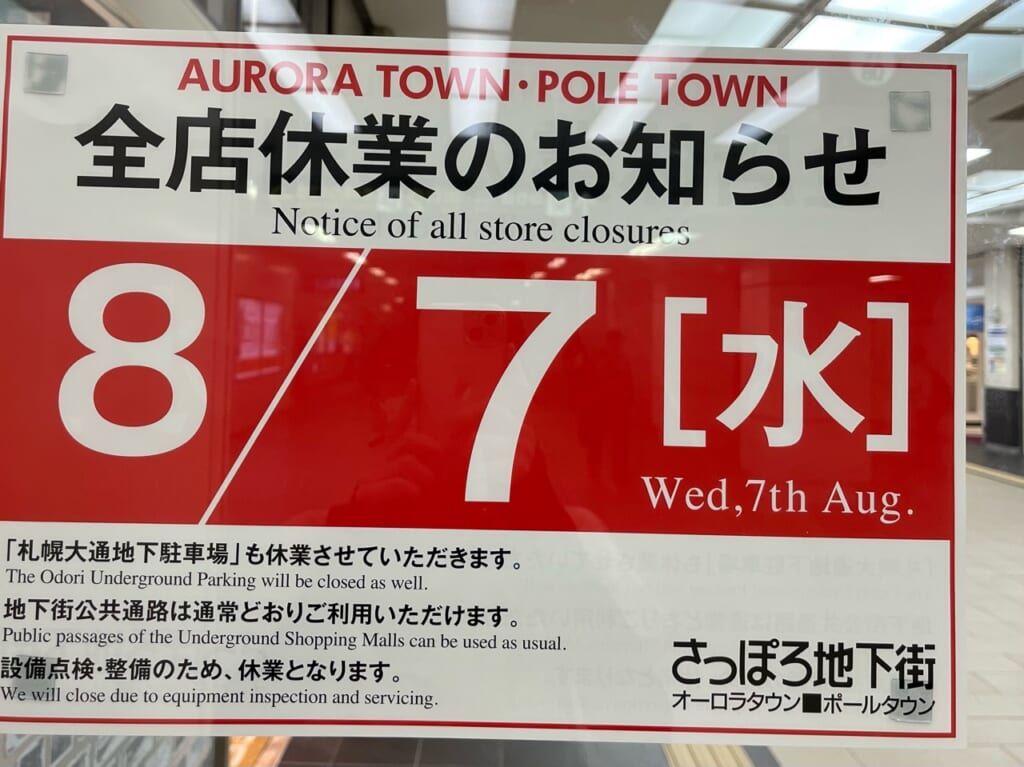 AURORA TOWN・POLE TOWN
全店休業のお知らせ
Notice of all store closures
8/7[水]
Wed,7th Aug.
「札幌大通地下駐車場」も休業させていただきます。
The Odori Underground Parking will be closed as well.
地下街公共通路は通常どおりご利用いただけます。
Public passages of the Underground Shopping Malls can be used as usual.
設備点検・整備のため、休業となります。
We will close due to equipment inspection and servicing.
さっぽろ地下街
オーロラタウン■ポールタウン